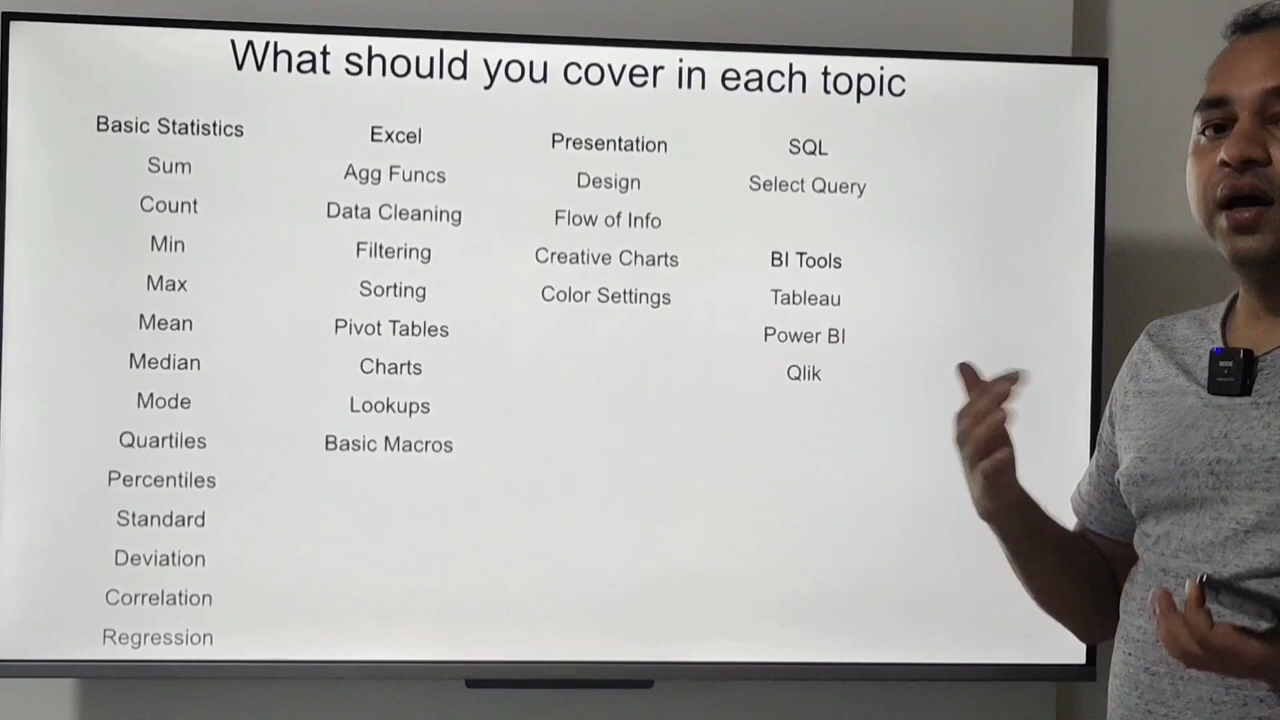 What should you cover in each topic
Basic Statistics
Sum
Count
Min
Max
Mean
Median
Mode
Quartiles
Percentiles
Standard
Deviation
Correlation
Regression
Excel
Agg Funcs
Data Cleaning
Filtering
Sorting
Pivot Tables
Charts
Lookups
Basic Macros
Presentation
Design
Flow of Info
Creative Charts
Color Settings
SQL
Select Query
BI Tools
Tableau
Power BI
Qlik